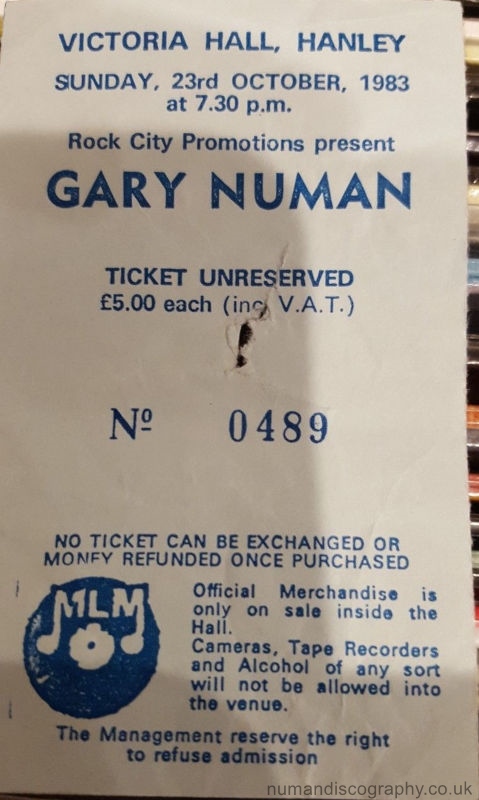 VICTORIA HALL, HANLEY
SUNDAY, 23rd OCTOBER, 1983
at 7.30 p.m.
Rock City Promotions present
GARY NUMAN
TICKET UNRESERVED
£5.00 each (inc. V.A.T.)
Nº 0489
NO TICKET CAN BE EXCHANGED OR
MONEY REFUNDED ONCE PURCHASED
MLM
Official Merchandise is
only on sale inside the
Hall.
Cameras, Tape Recorders
and Alcohol of any sort
will not be allowed into
the venue.
The Management reserve the right
to refuse admission
numandiscography.co.uk